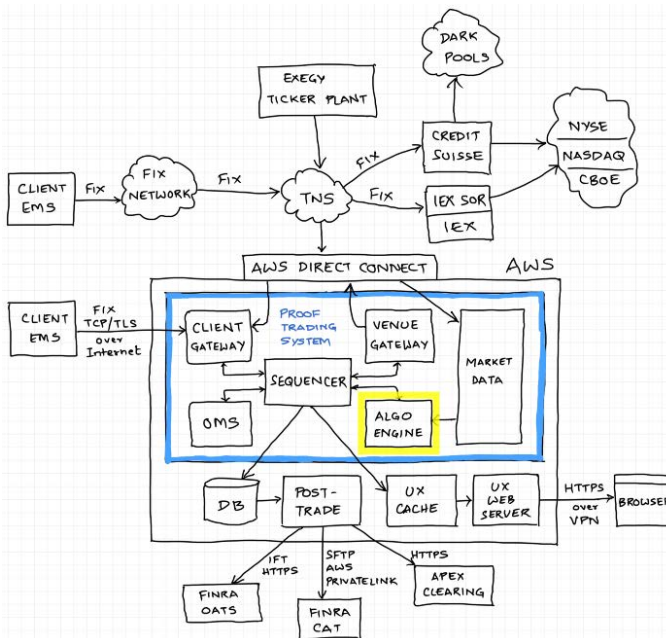 DARK
POOLS
EXEGY
TICKER PLANT
CREDIT
SUISSE
NYSE
NASDAQ
CBOE
CLIENT
EMS
FIX
FIX
NETWORK
FIX
TNS
FIX
FIX
IEX SOR
IEX
AWS DIRECT CONNECT
AWS
CLIENT
EMS
FIX
TCP/TLS
over
Internet
CLIENT
GATEWAY
PROOF
TRADING
SYSTEM
VENUE
GATEWAY
MARKET
DATA
SEQUENCER
OMS
ALGO
ENGINE
DB
POST-
TRADE
UX
CACHE
UX
WEB
SERVER
HTTPS
over
VPN
BROWSER
IFT
HTTPS
SFTP
AWS
PRIVATELINK
HTTPS
FINRA
OATS
FINRA
CAT
APEX
CLEARING